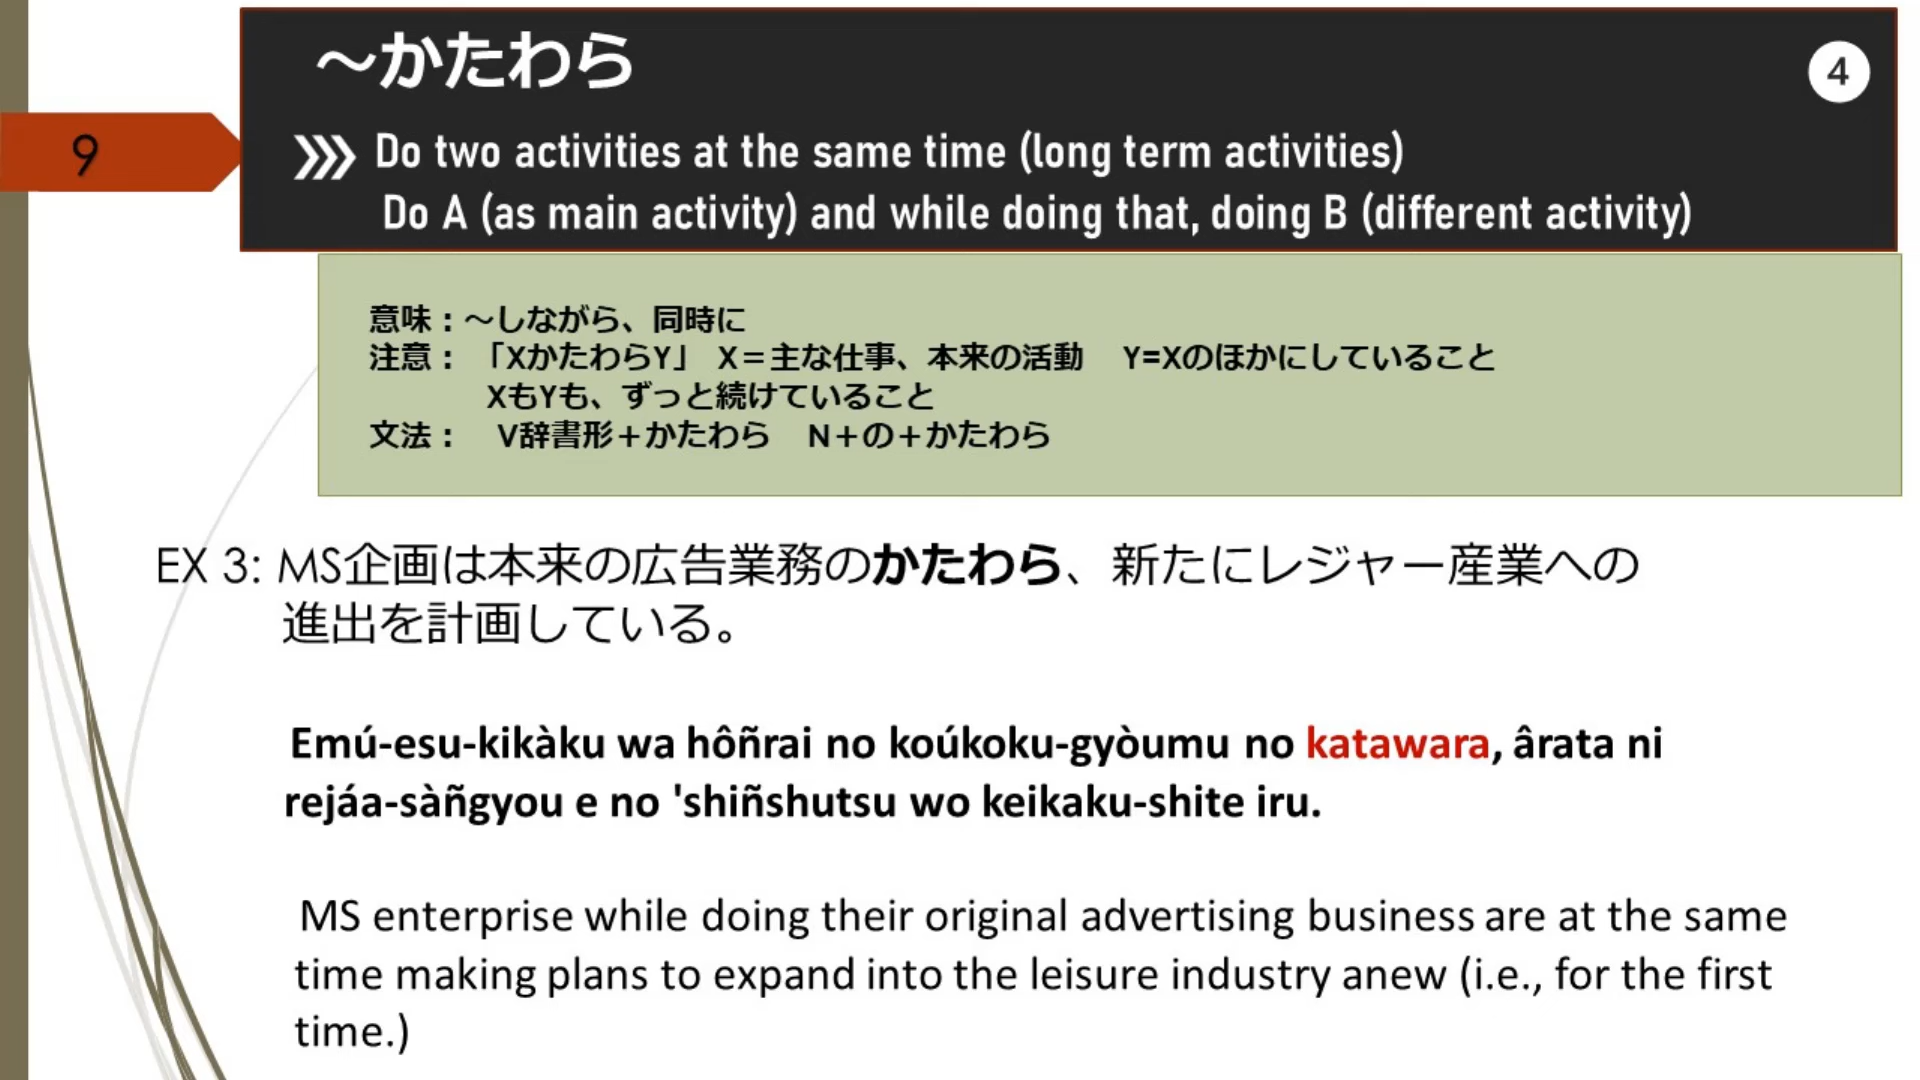 ～かたわら
4
9
Do two activities at the same time (long term activities)
Do A (as main activity) and while doing that, doing B (different activity)
意味：～しながら、同時に
注意：「XかたわらY」 X＝主な仕事、本来の活動 Y=Xのほかにしていること
XもYも、ずっと続けていること
文法： V辞書形＋かたわら N＋の＋かたわら
EX 3: MS企画は本来の広告業務のかたわら、新たにレジャー産業への
進出を計画している。
Emú-esu-kikàku wa hôñrai no koúkoku-gyòumu no katawara, ârata ni
rejáa-sàñgyou e no 'shiñshutsu wo keikaku-shite iru.
MS enterprise while doing their original advertising business are at the same
time making plans to expand into the leisure industry anew (i.e., for the first
time.)